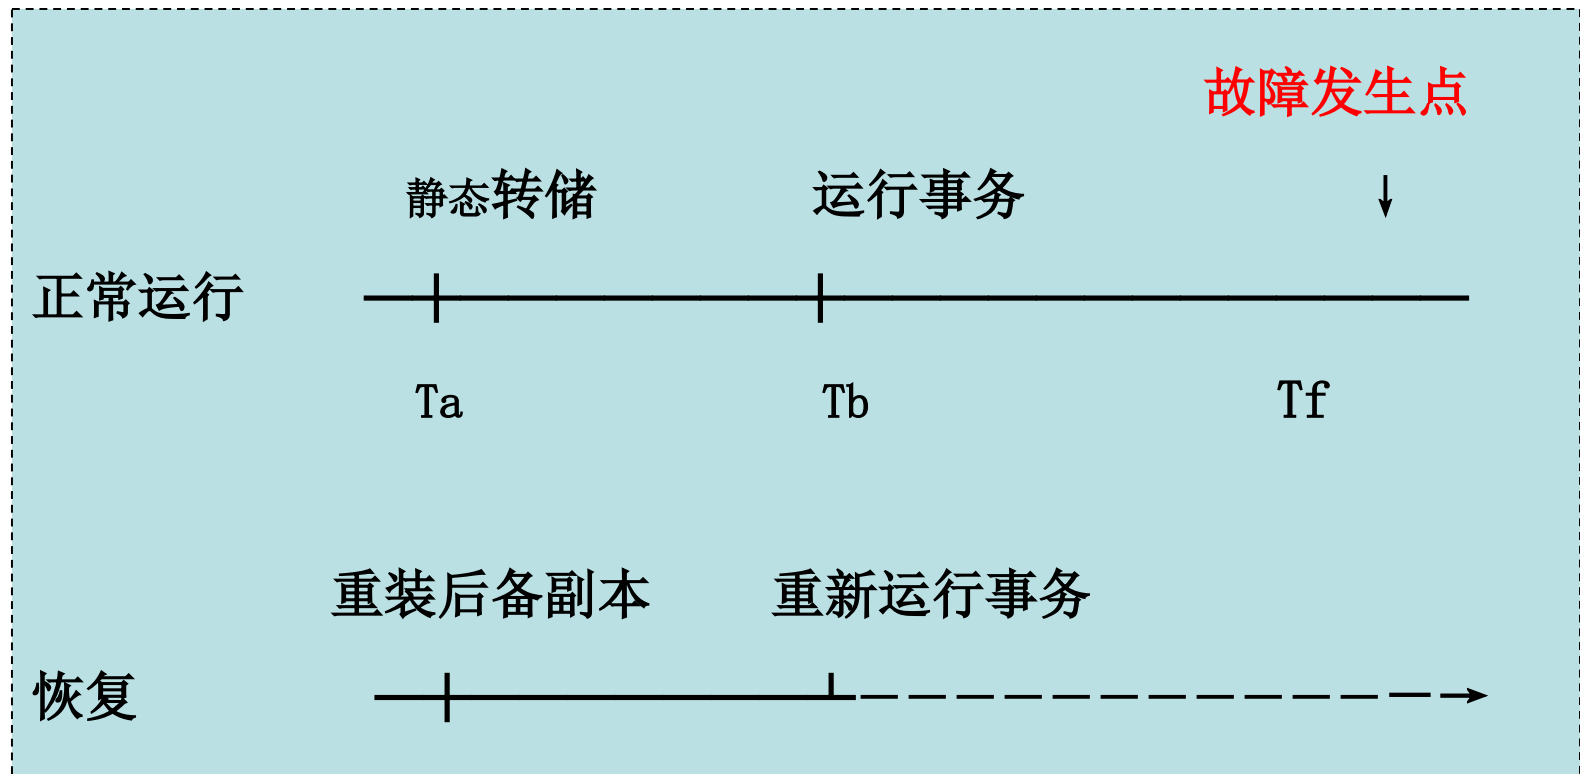 故障发生点
静态转储 运行事务
正常运行
Ta Tb Tf
重装后备副本 重新运行事务
恢复